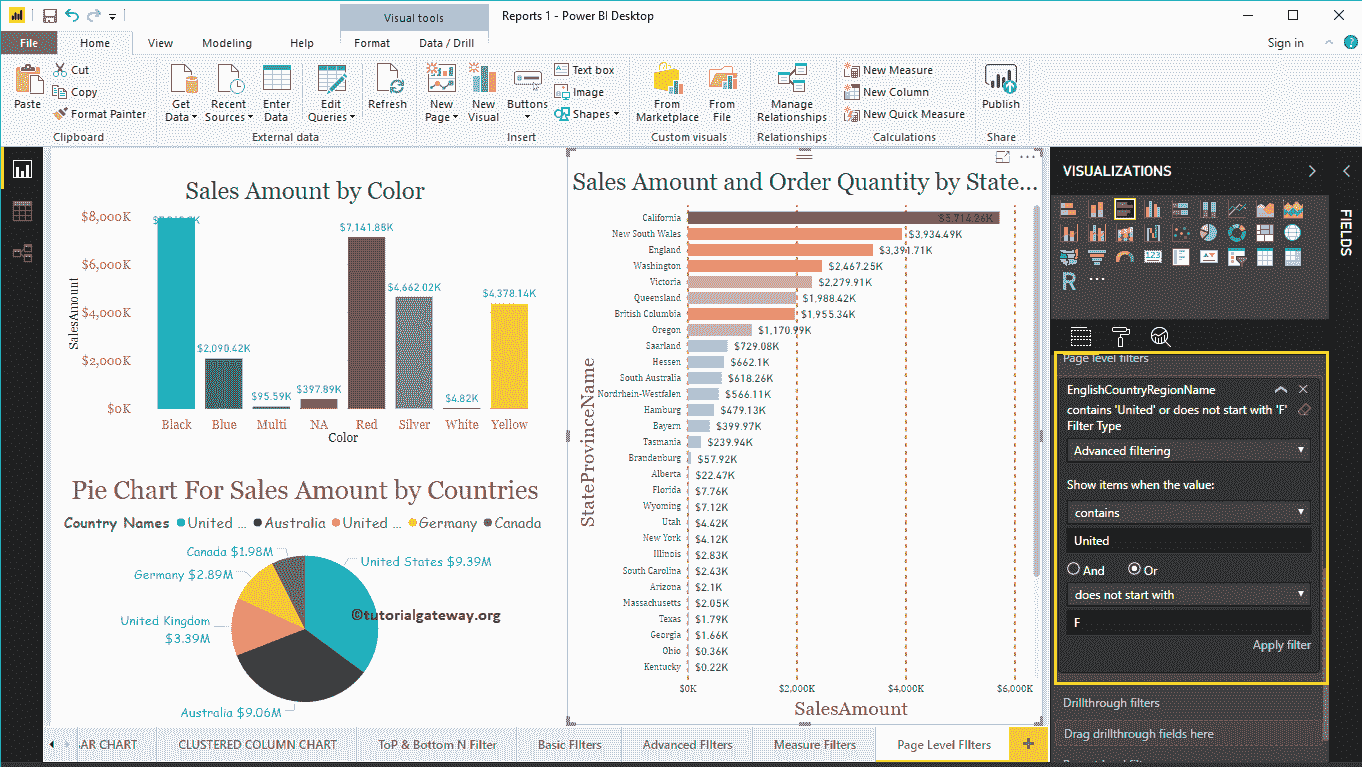 Visual tools
Reports 1 - Power BI Desktop
File Home View Modeling Help Format Data / Drill Sign in
Paste
Cut
Copy
Format Painter
Clipboard
Get Data
Recent Sources
Enter Data
Edit Queries
Refresh
External data
New Page
New Visual
Buttons
Text box
Image
Shapes
Insert
From Marketplace
From File
Custom visuals
Manage Relationships
Relationships
New Measure
New Column
New Quick Measure
Calculations
Publish
Share
Sales Amount by Color
SalesAmount
$8,000K
$6,000K
$4,000K
$2,000K
$0K
$2,090.42K
$95.59K
$397.89K
$7,141.88K
$4,662.02K
$4.82K
$4,378.14K
Black Blue Multi NA Red Silver White Yellow
Color
Pie Chart For Sales Amount by Countries
Country Names United ... Australia United ... Germany Canada
Canada $1.98M
United States $9.39M
Germany $2.89M
United Kingdom
$3.39M
Australia $9.06M
©tutorialgateway.org
Sales Amount and Order Quantity by State...
StateProvinceName
California $5,714.26K
New South Wales $3,934.49K
England $3,391.71K
Washington $2,467.25K
Victoria $2,279.91K
Queensland $1,988.42K
British Columbia $1,955.34K
Oregon $1,170.99K
Saarland $729.08K
Hessen $662.1K
South Australia $618.26K
Nordrhein-Westfalen $566.11K
Hamburg $479.13K
Bayern $399.97K
Tasmania $239.94K
Brandenburg $57.92K
Alberta $22.47K
Florida $7.76K
Wyoming $7.12K
Utah $4.42K
New York $4.12K
Illinois $2.83K
South Carolina $2.43K
Arizona $2.1K
Massachusetts $2.05K
Texas $1.79K
Georgia $1.66K
Ohio $0.36K
Kentucky $0.22K
$0K $2,000K $4,000K $6,000K
SalesAmount
VISUALIZATIONS
FIELDS
123
R
Page level filters
EnglishCountryRegionName
contains 'United' or does not start with 'F'
Filter Type
Advanced filtering
Show items when the value:
contains
United
And Or
does not start with
F
Apply filter
Drillthrough filters
Drag drillthrough fields here
AR CHART CLUSTERED COLUMN CHART ToP & Bottom N Filter Basic FIlters Advanced FIlters Measure Filters Page Level FIlters